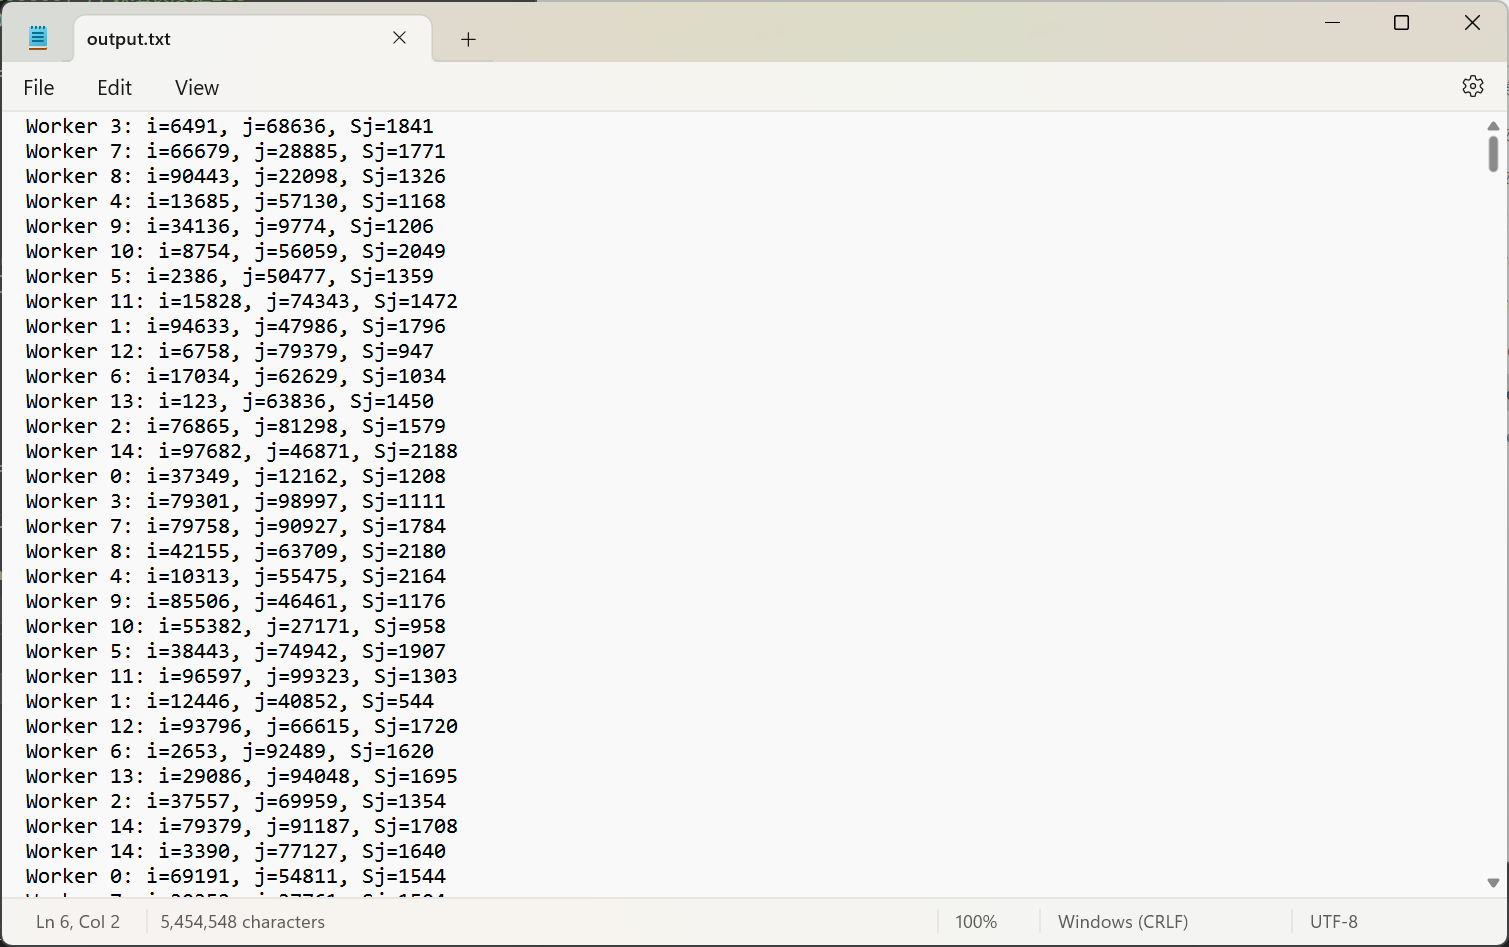 output.txt
File Edit View
Worker 3: i=6491, j=68636, Sj=1841
Worker 7: i=66679, j=28885, Sj=1771
Worker 8: i=90443, j=22098, Sj=1326
Worker 4: i=13685, j=57130, Sj=1168
Worker 9: i=34136, j=9774, Sj=1206
Worker 10: i=8754, j=56059, Sj=2049
Worker 5: i=2386, j=50477, Sj=1359
Worker 11: i=15828, j=74343, Sj=1472
Worker 1: i=94633, j=47986, Sj=1796
Worker 12: i=6758, j=79379, Sj=947
Worker 6: i=17034, j=62629, Sj=1034
Worker 13: i=123, j=63836, Sj=1450
Worker 2: i=76865, j=81298, Sj=1579
Worker 14: i=97682, j=46871, Sj=2188
Worker 0: i=37349, j=12162, Sj=1208
Worker 3: i=79301, j=98997, Sj=1111
Worker 7: i=79758, j=90927, Sj=1784
Worker 8: i=42155, j=63709, Sj=2180
Worker 4: i=10313, j=55475, Sj=2164
Worker 9: i=85506, j=46461, Sj=1176
Worker 10: i=55382, j=27171, Sj=958
Worker 5: i=38443, j=74942, Sj=1907
Worker 11: i=96597, j=99323, Sj=1303
Worker 1: i=12446, j=40852, Sj=544
Worker 12: i=93796, j=66615, Sj=1720
Worker 6: i=2653, j=92489, Sj=1620
Worker 13: i=29086, j=94048, Sj=1695
Worker 2: i=37557, j=69959, Sj=1354
Worker 14: i=79379, j=91187, Sj=1708
Worker 14: i=3390, j=77127, Sj=1640
Worker 0: i=69191, j=54811, Sj=1544
Ln 6, Col 2 5,454,548 characters 100% Windows (CRLF) UTF-8